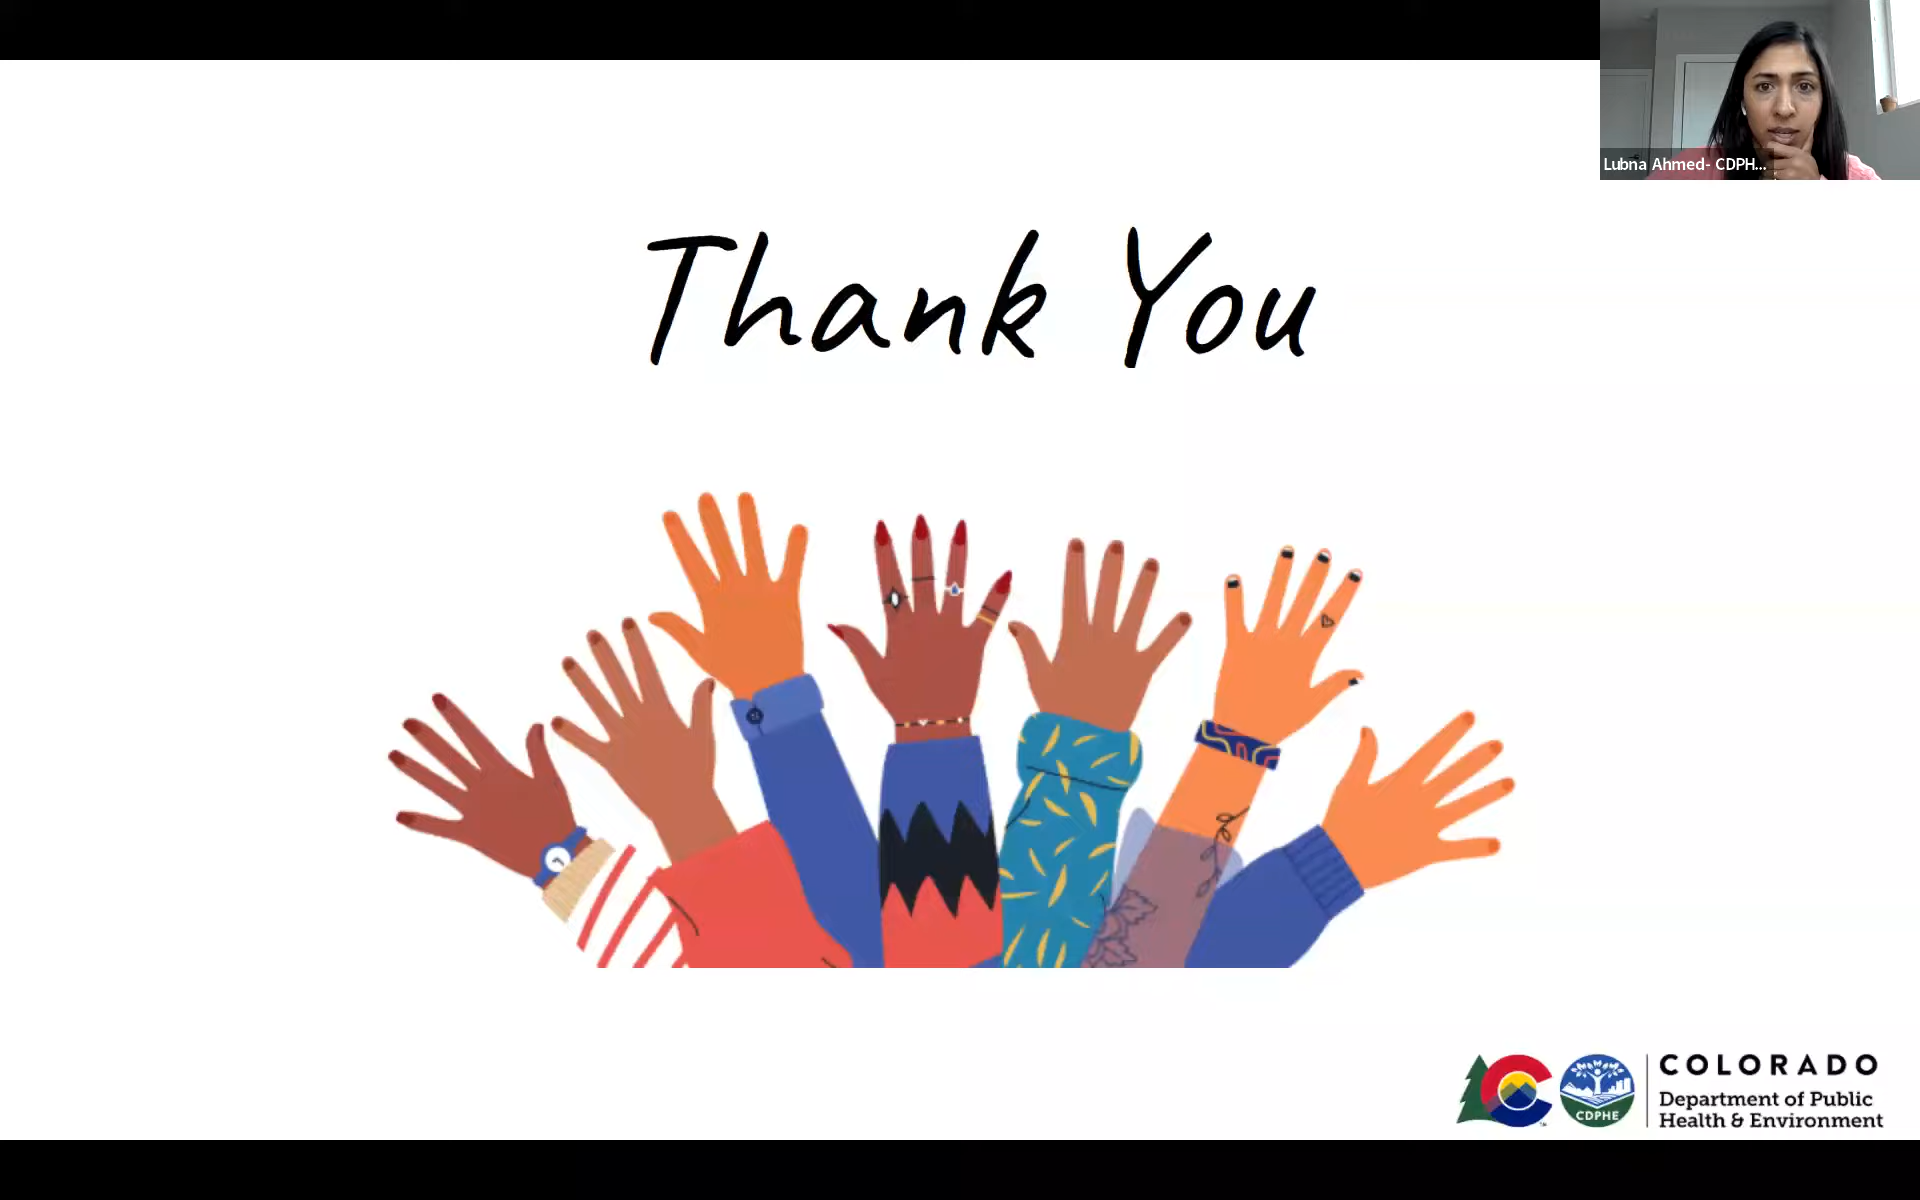 Lubna Ahmed- CDPH...
Thank You
COLORADO
Department of Public
Health & Environment
CDPHE